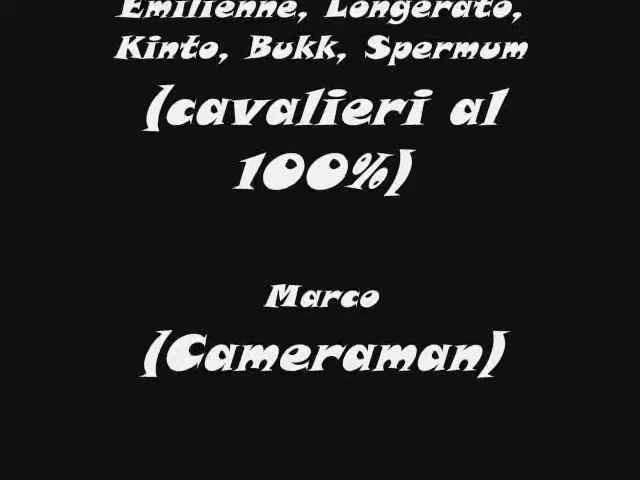 Emilienne, Longerato,
Kinto, Bukk, Spermum
(cavalieri al
100%)
Marco
(Cameraman)